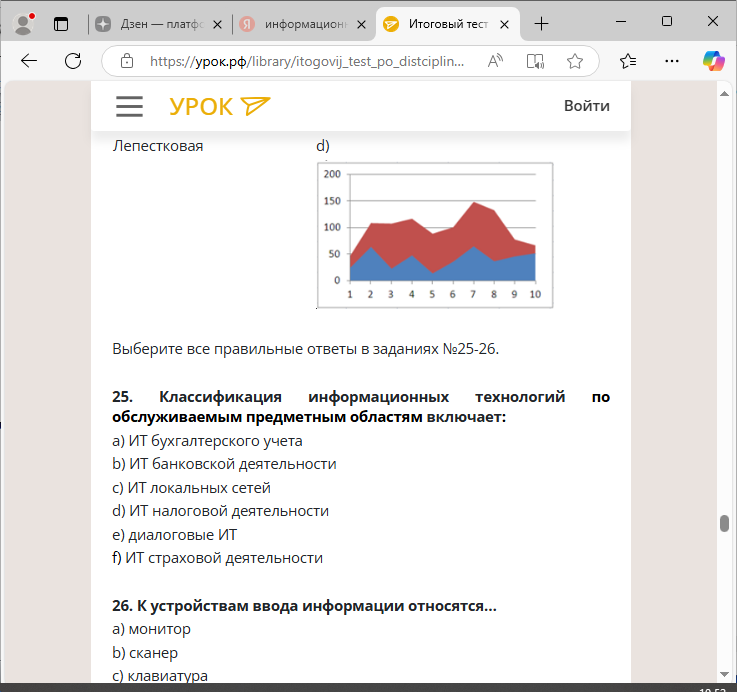 Дзен — платфо
информационн
Итоговый тест
https://урок.рф/library/itogovij_test_po_distciplin...
УРОК
Войти
Лепестковая
d)
200
150
100
50
0
1 2 3 4 5 6 7 8 9 10
Выберите все правильные ответы в заданиях №25-26.
25. Классификация информационных технологий по
обслуживаемым предметным областям включает:
a) ИТ бухгалтерского учета
b) ИТ банковской деятельности
c) ИТ локальных сетей
d) ИТ налоговой деятельности
e) диалоговые ИТ
f) ИТ страховой деятельности
26. К устройствам ввода информации относятся...
a) монитор
b) сканер
c) клавиатура